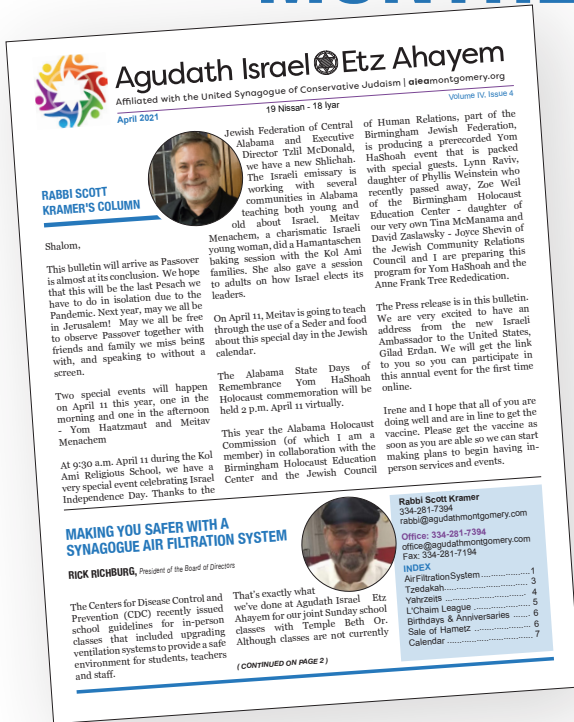 Agudath Israel Etz Ahayem
Affiliated with the United Synagogue of Conservative Judaism | aieamontgomery.org
April 2021
19 Nissan - 18 Iyar
Volume IV, Issue 4
RABBI SCOTT
KRAMER'S COLUMN
Shalom,
This bulletin will arrive as Passover
is almost at its conclusion. We hope
that this will be the last Pesach we
have to do in isolation due to the
Pandemic. Next year, may we all be
in Jerusalem! May we all be free
to observe Passover together with
friends and family we miss being
with, and speaking to without a
screen.
Two special events will happen
on April 11 this year, one in the
morning and one in the afternoon
- Yom Haatzmaut and Meitav
Menachem
At 9:30 a.m. April 11 during the Kol
Ami Religious School, we have a
very special event celebrating Israel
Independence Day. Thanks to the
Jewish Federation of Central
Alabama and Executive
Director Tzlil McDonald,
we have a new Shlichah.
The Israeli emissary is
working with several
communities in Alabama
teaching both young and
old about Israel. Meitav
Menachem, a charismatic Israeli
young woman, did a Hamantaschen
baking session with the Kol Ami
families. She also gave a session
to adults on how Israel elects its
leaders.
On April 11, Meitav is going to teach
through the use of a Seder and food
about this special day in the Jewish
calendar.
The Alabama State Days of
Remembrance Yom HaShoah
Holocaust commemoration will be
held 2 p.m. April 11 virtually.
This year the Alabama Holocaust
Commission (of which I am a
member) in collaboration with the
Birmingham Holocaust Education
Center and the Jewish Council
of Human Relations, part of the
Birmingham Jewish Federation,
is producing a prerecorded Yom
HaShoah event that is packed
with special guests. Lynn Raviv,
daughter of Phyllis Weinstein who
recently passed away, Zoe Weil
of the Birmingham Holocaust
Education Center - daughter of
our very own Tina McManama and
David Zaslawsky - Joyce Shevin of
the Jewish Community Relations
Council and I are preparing this
program for Yom HaShoah and the
Anne Frank Tree Rededication.
The Press release is in this bulletin.
We are very excited to have an
address from the new Israeli
Ambassador to the United States,
Gilad Erdan. We will get the link
to you so you can participate in
this annual event for the first time
online.
Irene and I hope that all of you are
doing well and are in line to get the
vaccine. Please get the vaccine as
soon as you are able so we can start
making plans to begin having in-
person services and events.
MAKING YOU SAFER WITH A
SYNAGOGUE AIR FILTRATION SYSTEM
RICK RICHBURG, President of the Board of Directors
The Centers for Disease Control and
Prevention (CDC) recently issued
school guidelines for in-person
classes that included upgrading
ventilation systems to provide a safe
environment for students, teachers
and staff.
That's exactly what
we've done at Agudath Israel Etz
Ahayem for our joint Sunday school
classes with Temple Beth Or.
Although classes are not currently
(CONTINUED ON PAGE 2)
Rabbi Scott Kramer
334-281-7394
rabbi@agudathmontgomery.com
Office: 334-281-7394
office@agudathmontgomery.com
Fax: 334-281-7194
INDEX
Air Filtration System ............... 1
Tzedakah ........................... 3
Yahrzeits .......................... 4
L'Chaim League .................. 5
Birthdays & Anniversaries ...... 6
Sale of Hametz .................. 6
Calendar ........................... 7